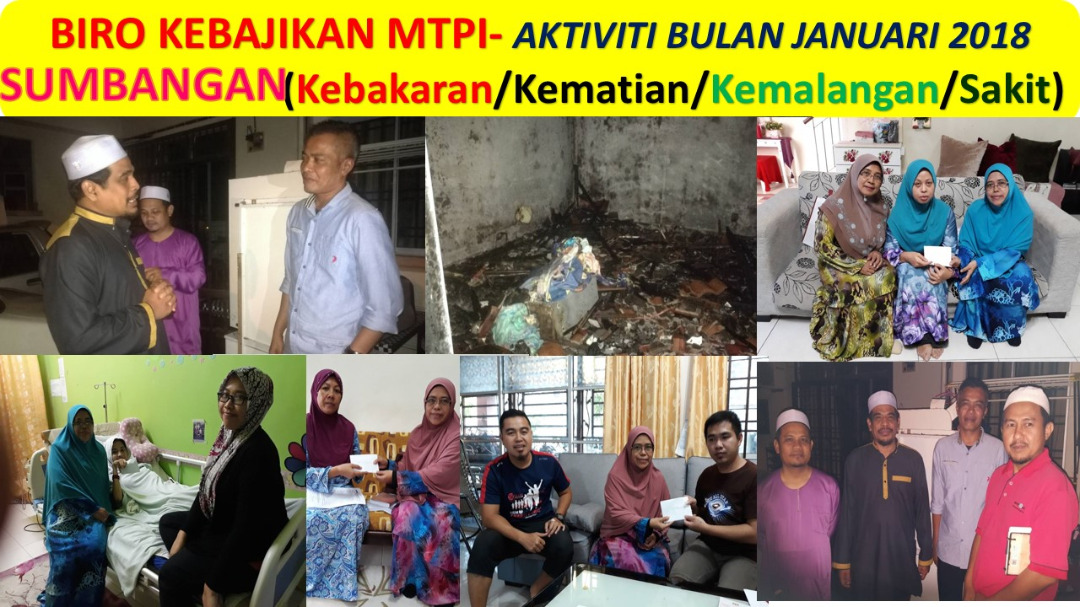 BIRO KEBAJIKAN MTPI- AKTIVITI BULAN JANUARI 2018
SUMBANGAN(Kebakaran/Kematian/Kemalangan/Sakit)